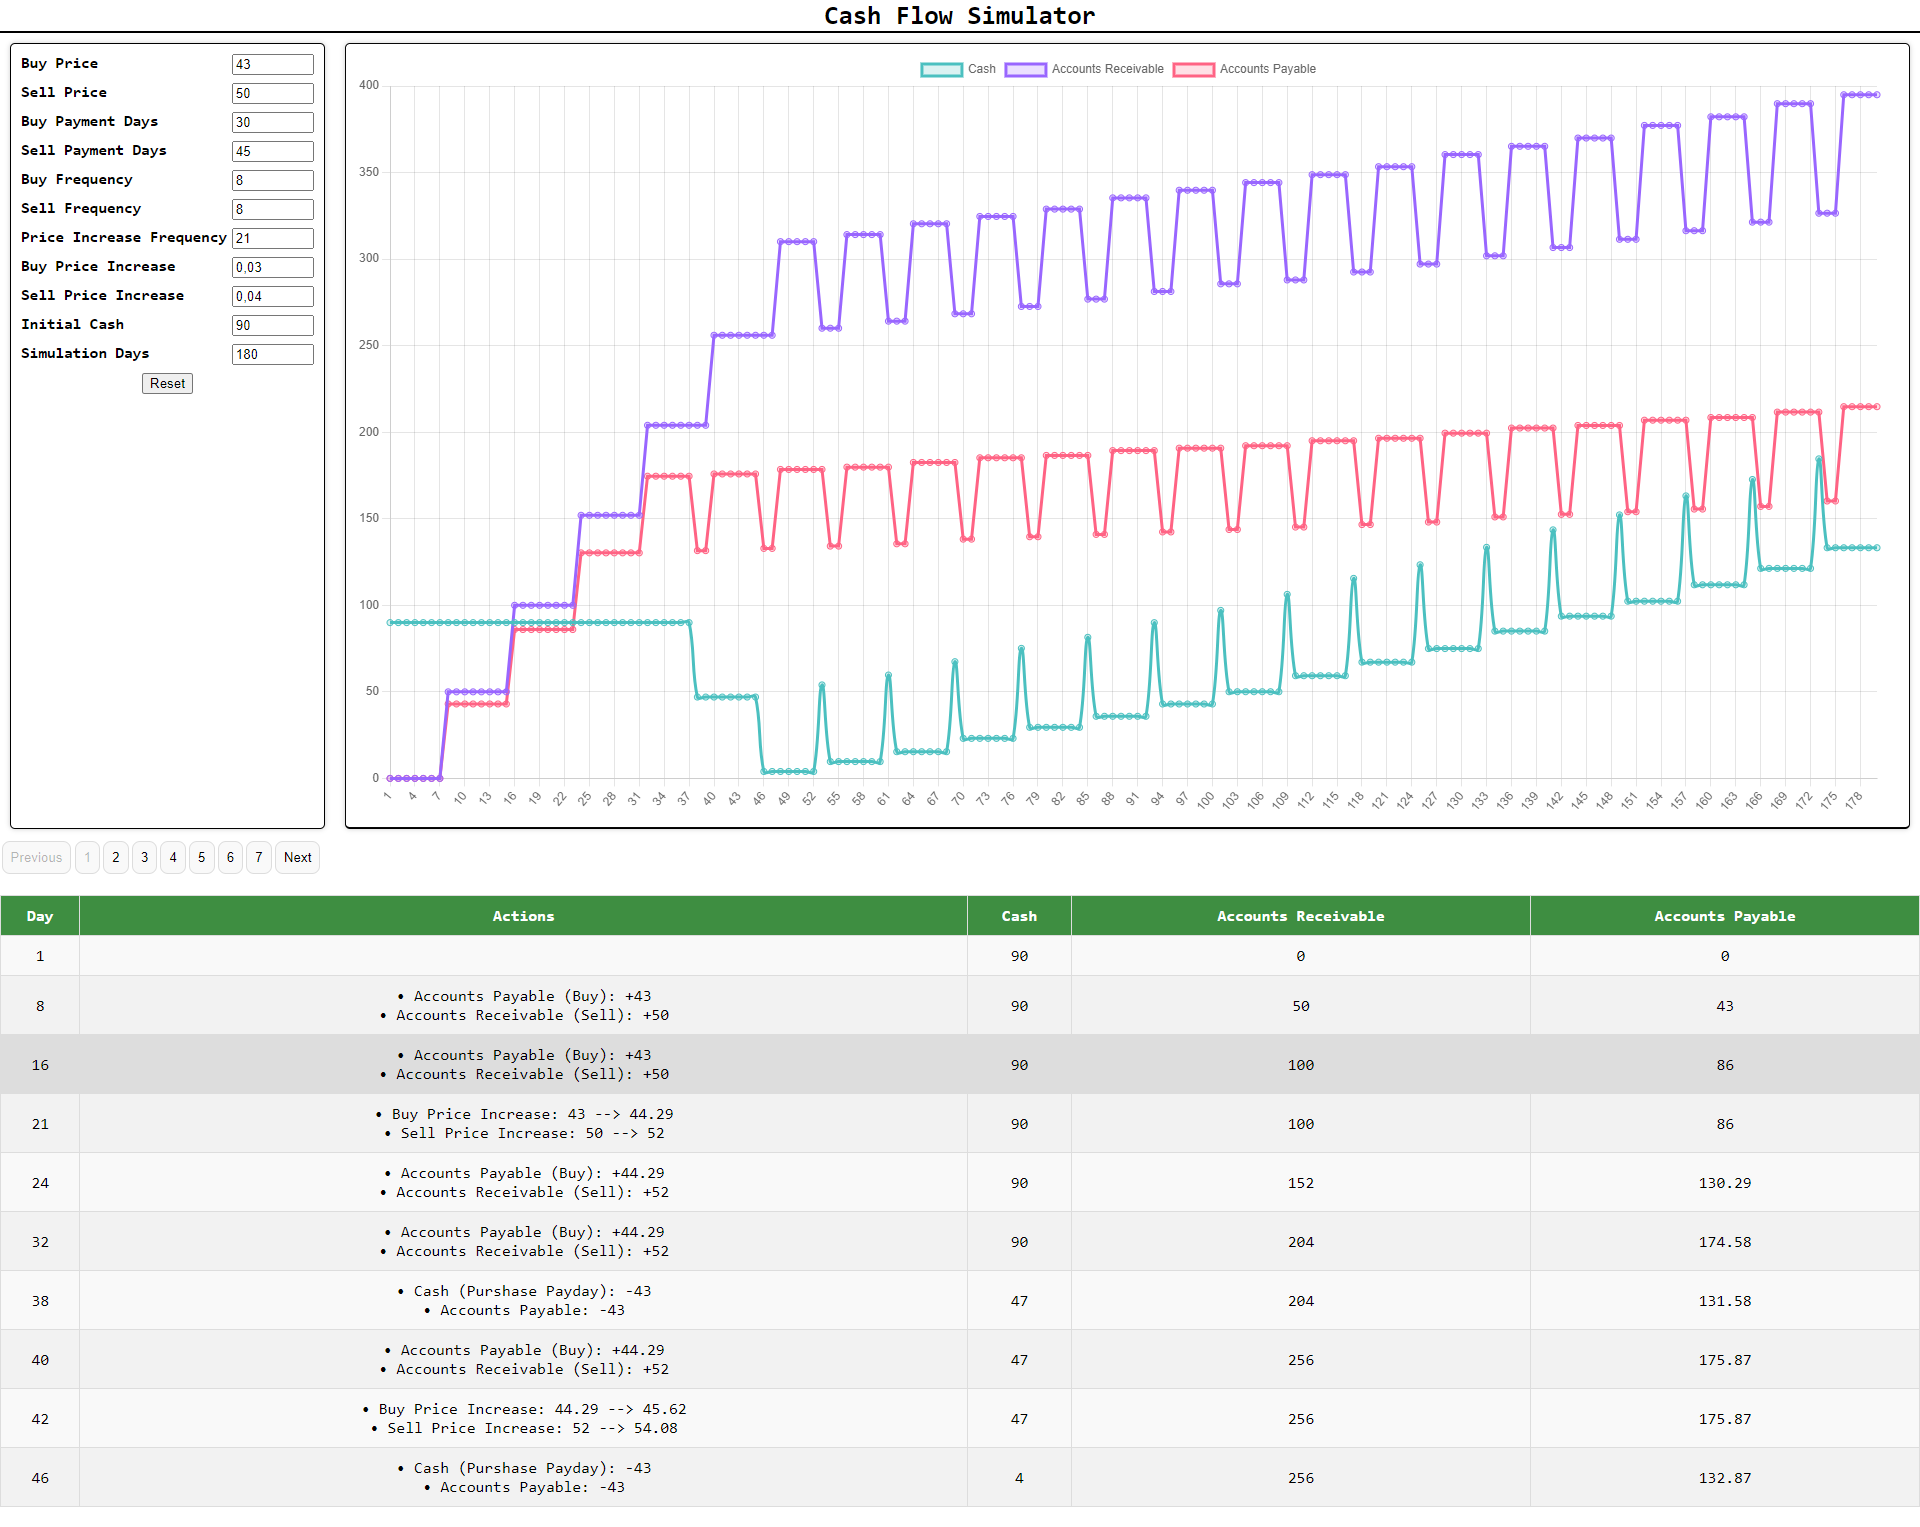 Cash Flow Simulator
Buy Price 43
Sell Price 50
Buy Payment Days 30
Sell Payment Days 45
Buy Frequency 8
Sell Frequency 8
Price Increase Frequency 21
Buy Price Increase 0,03
Sell Price Increase 0,04
Initial Cash 90
Simulation Days 180
Reset
Cash Accounts Receivable Accounts Payable
400
350
300
250
200
150
100
50
0
1 4 7 10 13 16 19 22 25 28 31 34 37 40 43 46 49 52 55 58 61 64 67 70 73 76 79 82 85 88 91 94 97 100 103 106 109 112 115 118 121 124 127 130 133 136 139 142 145 148 151 154 157 160 163 166 169 172 175 178
Previous 1 2 3 4 5 6 7 Next
Day Actions Cash Accounts Receivable Accounts Payable
1 90 0 0
• Accounts Payable (Buy): +43
8 90 50 43
• Accounts Receivable (Sell): +50
• Accounts Payable (Buy): +43
16 90 100 86
• Accounts Receivable (Sell): +50
• Buy Price Increase: 43 --> 44.29
21 90 100 86
• Sell Price Increase: 50 --> 52
• Accounts Payable (Buy): +44.29
24 90 152 130.29
• Accounts Receivable (Sell): +52
• Accounts Payable (Buy): +44.29
32 90 204 174.58
• Accounts Receivable (Sell): +52
• Cash (Purshase Payday): -43
38 47 204 131.58
• Accounts Payable: -43
• Accounts Payable (Buy): +44.29
40 47 256 175.87
• Accounts Receivable (Sell): +52
• Buy Price Increase: 44.29 --> 45.62
42 47 256 175.87
• Sell Price Increase: 52 --> 54.08
• Cash (Purshase Payday): -43
46 4 256 132.87
• Accounts Payable: -43